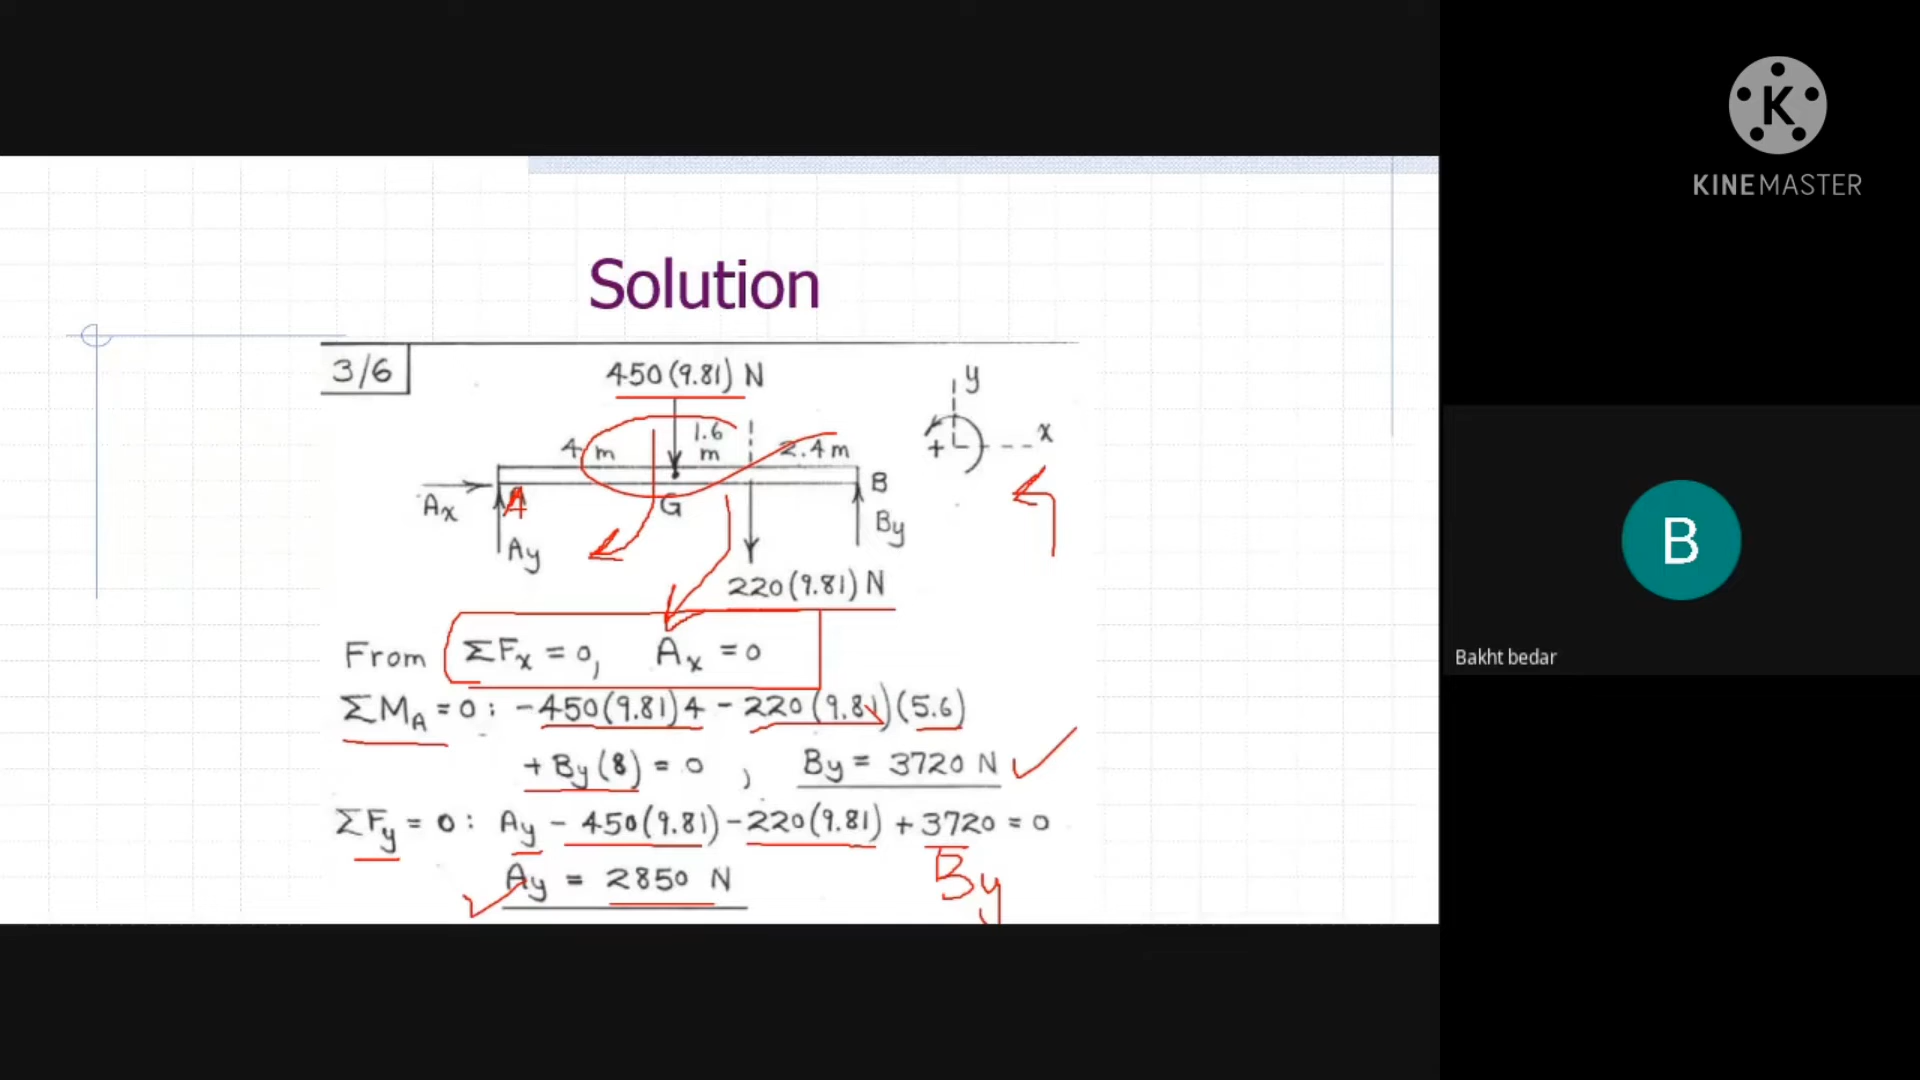 K
KINEMASTER
Solution
3/6
450(9.81) N
y
x
+
4 m
1.6 m
2.4 m
Ax
A
G
B
Ay
By
220(9.81) N
From ΣFx = 0, Ax = 0
ΣMA = 0: -450(9.81)4 - 220(9.81)(5.6)
+ By(8) = 0 , By = 3720 N
ΣFy = 0: Ay - 450(9.81) - 220(9.81) + 3720 = 0
By
Ay = 2850 N
B
Bakht bedar